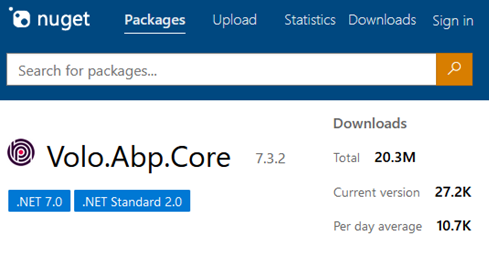 nuget Packages Upload Statistics Downloads Sign in
Search for packages...
Downloads
Volo.Abp.Core 7.3.2
Total 20.3M
.NET 7.0 .NET Standard 2.0
Current version 27.2K
Per day average 10.7K